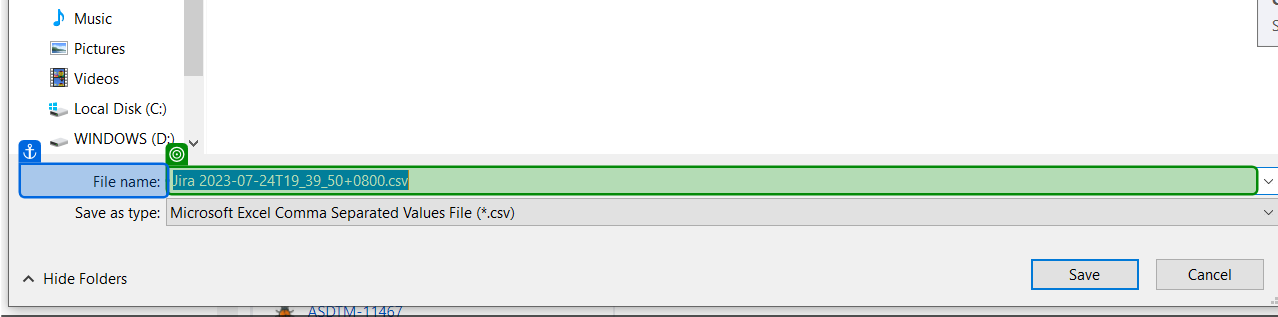 Music
Pictures
Videos
Local Disk (C:)
WINDOWS (D:)
File name: Jira 2023-07-24T19_39_50+0800.csv
Save as type: Microsoft Excel Comma Separated Values File (*.csv)
Hide Folders Save Cancel
ASDTM-11467